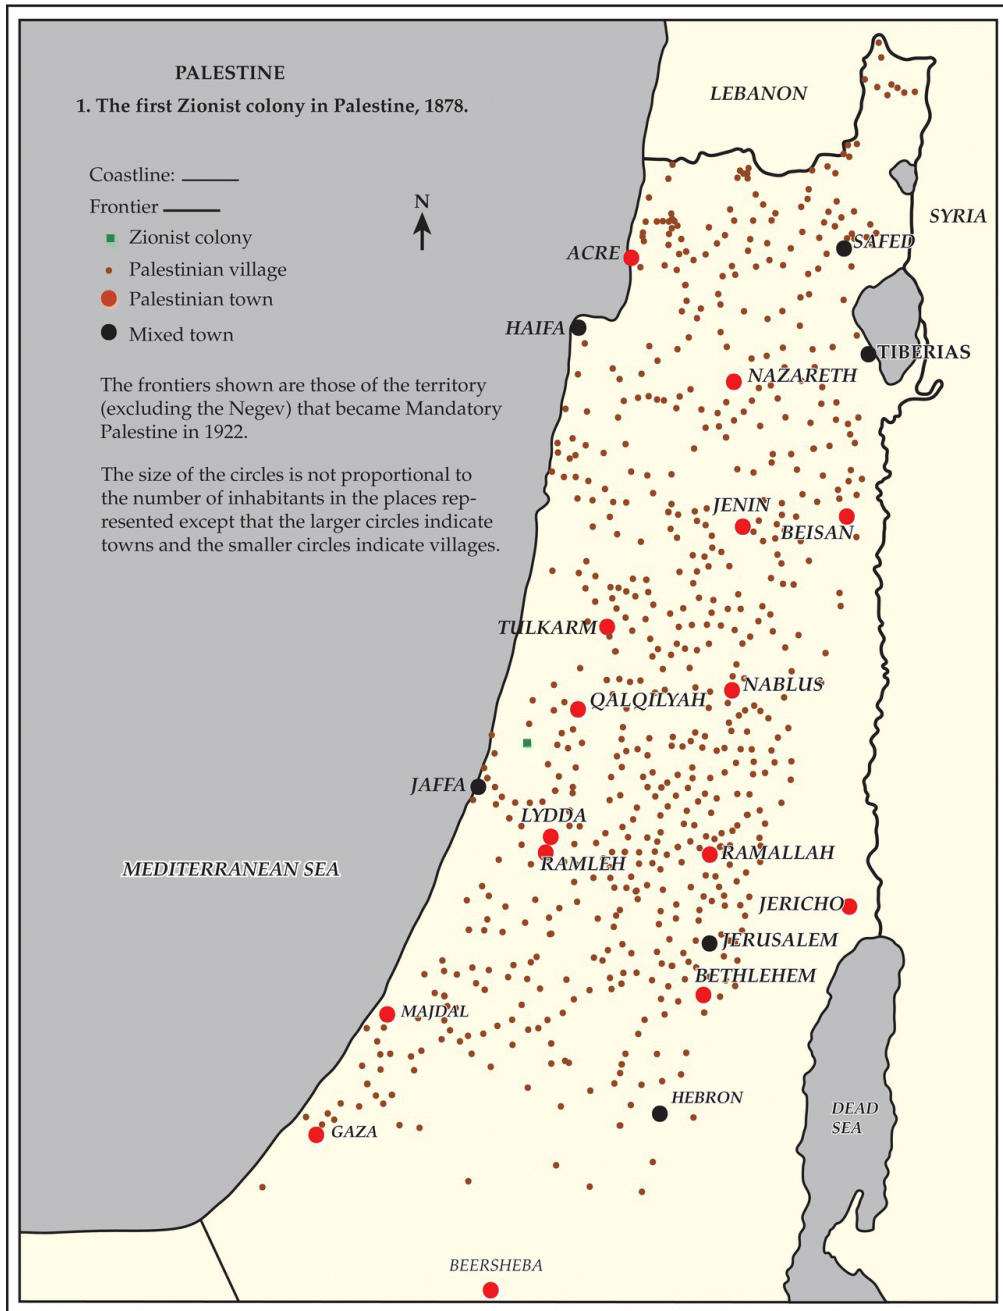 PALESTINE
1. The first Zionist colony in Palestine, 1878.
Coastline:
Frontier
N
Zionist colony
Palestinian village
Palestinian town
Mixed town
The frontiers shown are those of the territory
(excluding the Negev) that became Mandatory
Palestine in 1922.
The size of the circles is not proportional to
the number of inhabitants in the places rep-
resented except that the larger circles indicate
towns and the smaller circles indicate villages.
LEBANON
SYRIA
SAFED
ACRE
HAIFA
TIBERIAS
NAZARETH
JENIN
BEISAN
TULKARM
NABLUS
QALQILYAH
JAFFA
LYDDA
RAMLEH
RAMALLAH
MEDITERRANEAN SEA
JERICHO
JERUSALEM
BETHLEHEM
MAJDAL
HEBRON
DEAD
SEA
GAZA
BEERSHEBA